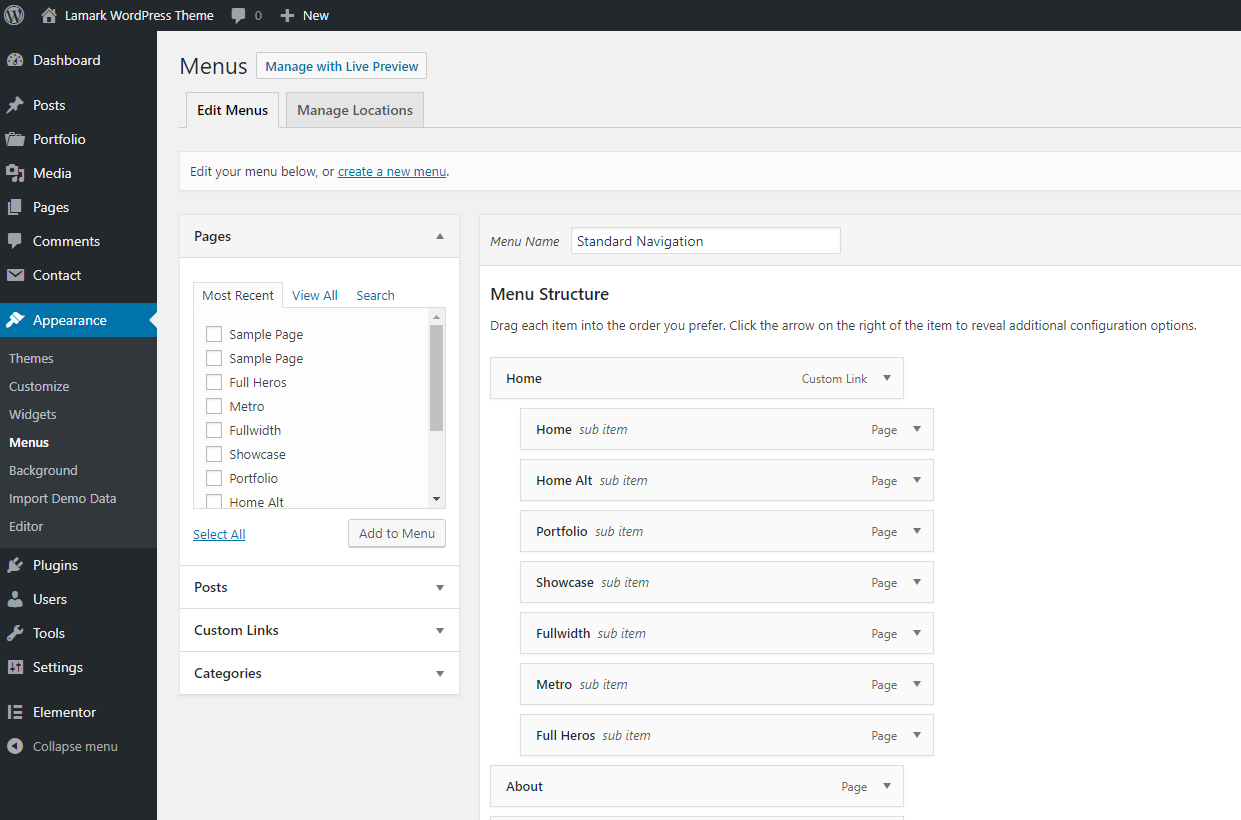 Lamark WordPress Theme 0 New
Dashboard
Posts
Portfolio
Media
Pages
Comments
Contact
Appearance
Themes
Customize
Widgets
Menus
Background
Import Demo Data
Editor
Plugins
Users
Tools
Settings
Elementor
Collapse menu
Menus Manage with Live Preview
Edit Menus Manage Locations
Edit your menu below, or create a new menu.
Pages
Most Recent View All Search
Sample Page
Sample Page
Full Heros
Metro
Fullwidth
Showcase
Portfolio
Home Alt
Select All Add to Menu
Posts
Custom Links
Categories
Menu Name Standard Navigation
Menu Structure
Drag each item into the order you prefer. Click the arrow on the right of the item to reveal additional configuration options.
Home Custom Link
Home sub item Page
Home Alt sub item Page
Portfolio sub item Page
Showcase sub item Page
Fullwidth sub item Page
Metro sub item Page
Full Heros sub item Page
About Page